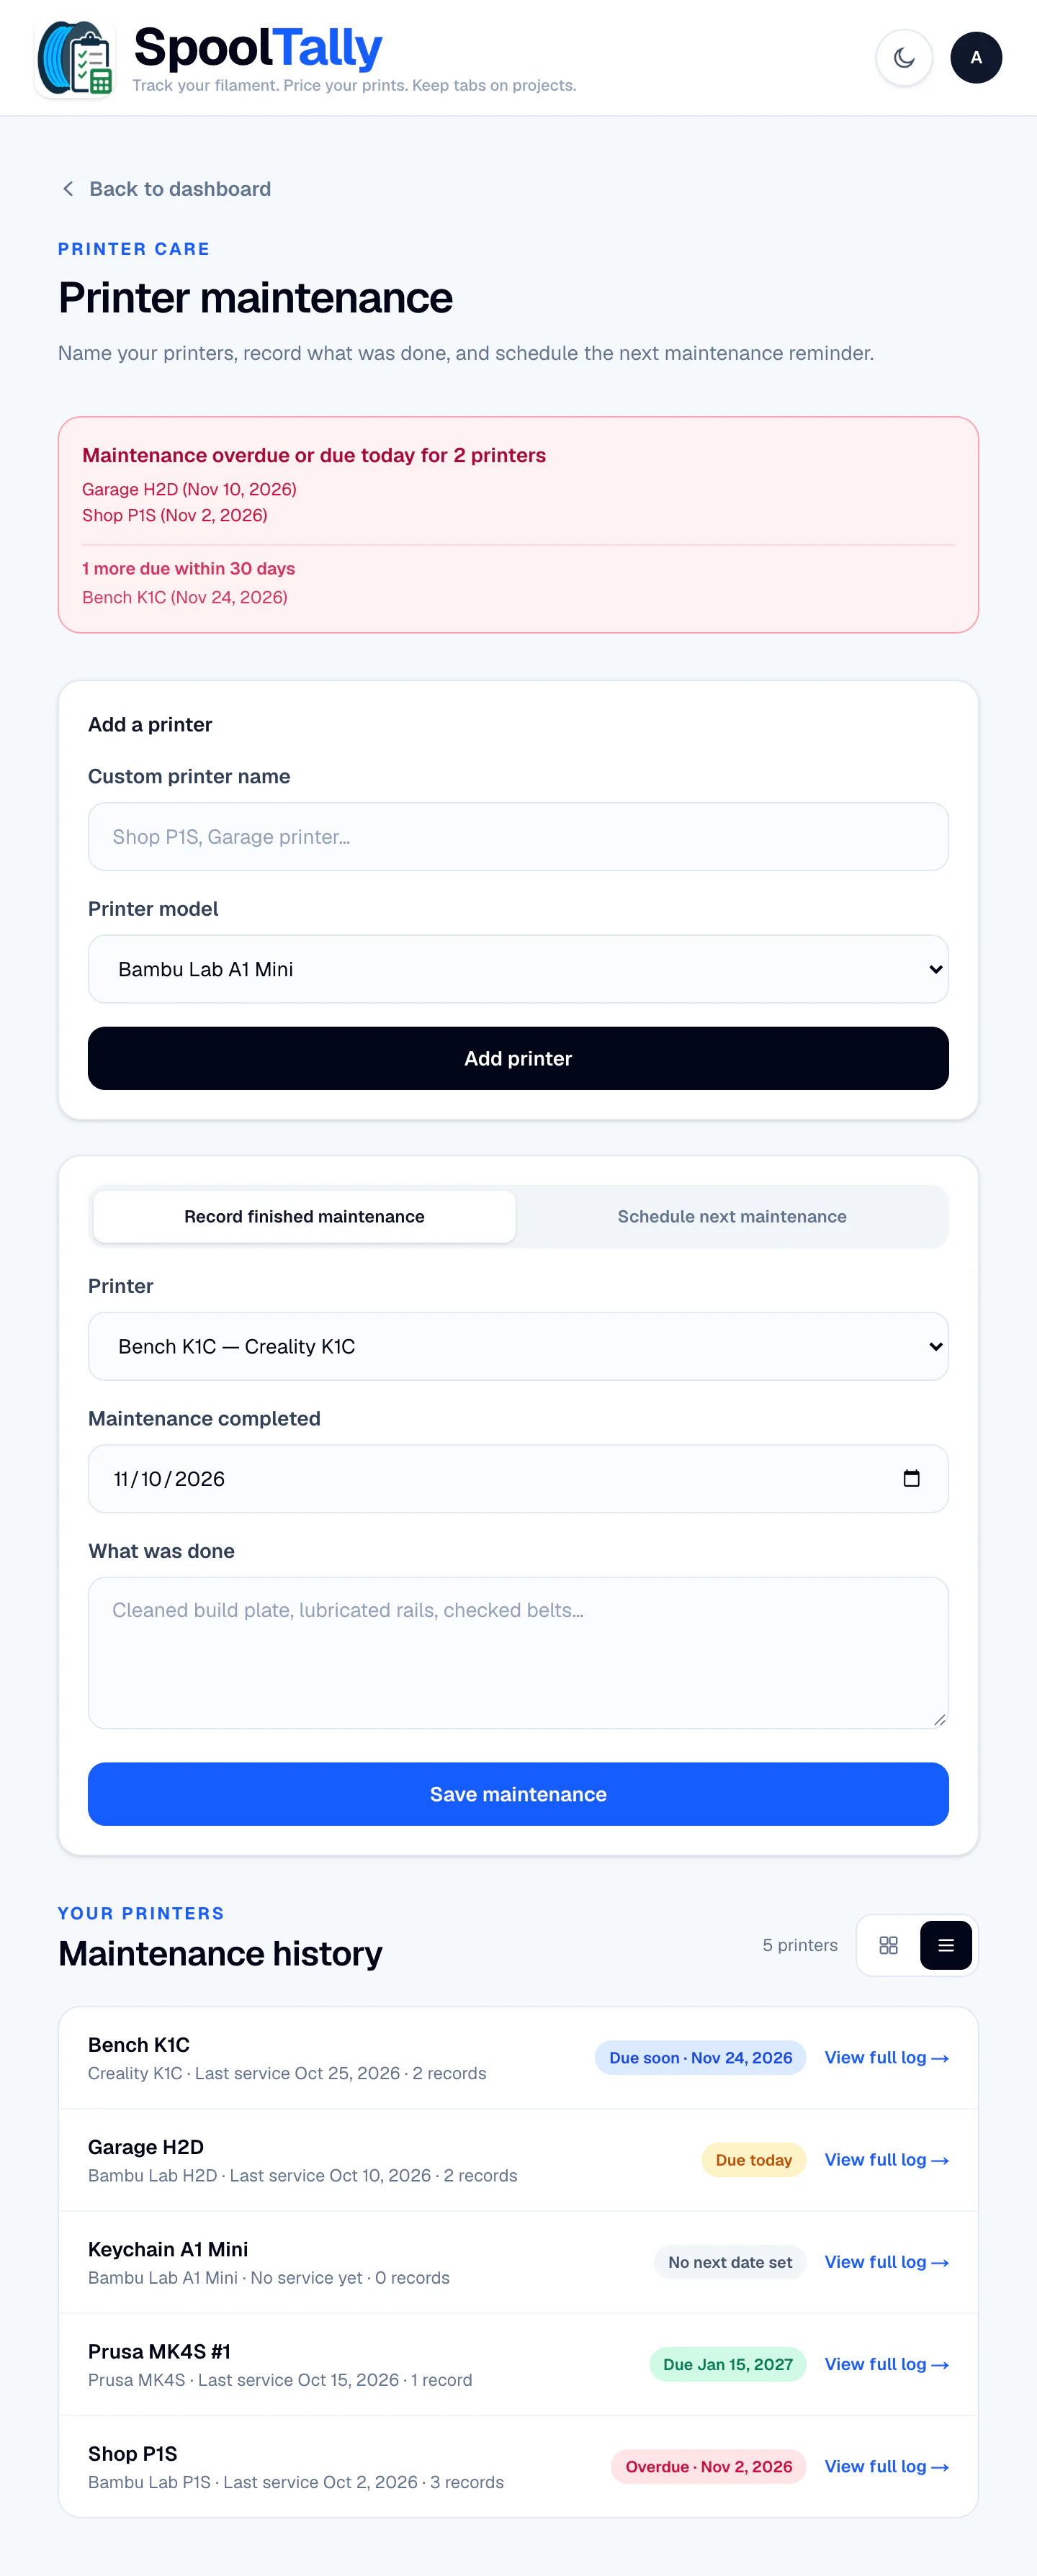 SpoolTally
Track your filament. Price your prints. Keep tabs on projects.
A
Back to dashboard
PRINTER CARE
Printer maintenance
Name your printers, record what was done, and schedule the next maintenance reminder.
Maintenance overdue or due today for 2 printers
Garage H2D (Nov 10, 2026)
Shop P1S (Nov 2, 2026)
1 more due within 30 days
Bench K1C (Nov 24, 2026)
Add a printer
Custom printer name
Shop P1S, Garage printer...
Printer model
Bambu Lab A1 Mini
Add printer
Record finished maintenance
Schedule next maintenance
Printer
Bench K1C — Creality K1C
Maintenance completed
11/10/2026
What was done
Cleaned build plate, lubricated rails, checked belts...
Save maintenance
YOUR PRINTERS
Maintenance history
5 printers
Bench K1C
Creality K1C · Last service Oct 25, 2026 · 2 records
Due soon · Nov 24, 2026
View full log →
Garage H2D
Bambu Lab H2D · Last service Oct 10, 2026 · 2 records
Due today
View full log →
Keychain A1 Mini
Bambu Lab A1 Mini · No service yet · 0 records
No next date set
View full log →
Prusa MK4S #1
Prusa MK4S · Last service Oct 15, 2026 · 1 record
Due Jan 15, 2027
View full log →
Shop P1S
Bambu Lab P1S · Last service Oct 2, 2026 · 3 records
Overdue · Nov 2, 2026
View full log →